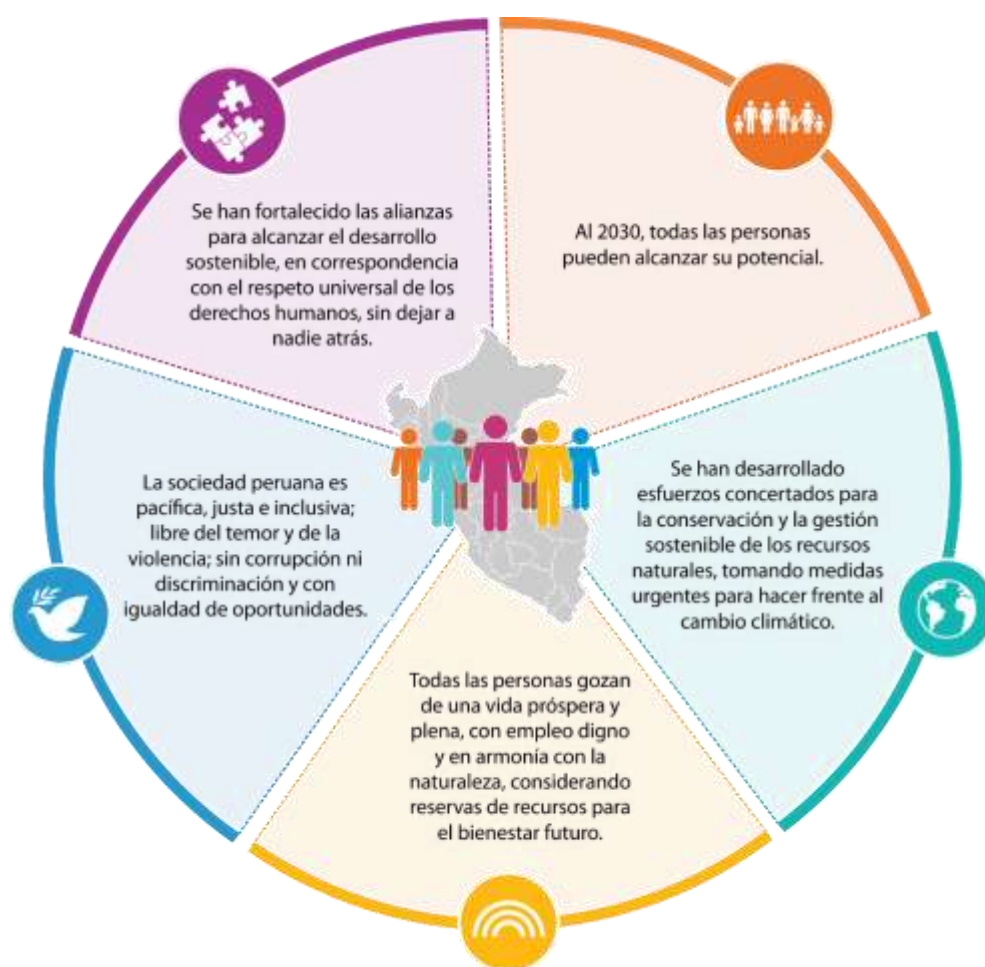 Se han fortalecido las alianzas
para alcanzar el desarrollo
sostenible, en correspondencia
con el respeto universal de los
derechos humanos, sin dejar a
nadie atrás.
Al 2030, todas las personas
pueden alcanzar su potencial.
La sociedad peruana es
pacífica, justa e inclusiva;
libre del temor y de la
violencia; sin corrupción ni
discriminación y con
igualdad de oportunidades.
Se han desarrollado
esfuerzos concertados para
la conservación y la gestión
sostenible de los recursos
naturales, tomando medidas
urgentes para hacer frente al
cambio climático.
Todas las personas gozan
de una vida próspera y
plena, con empleo digno
y en armonía con la
naturaleza, considerando
reservas de recursos para
el bienestar futuro.